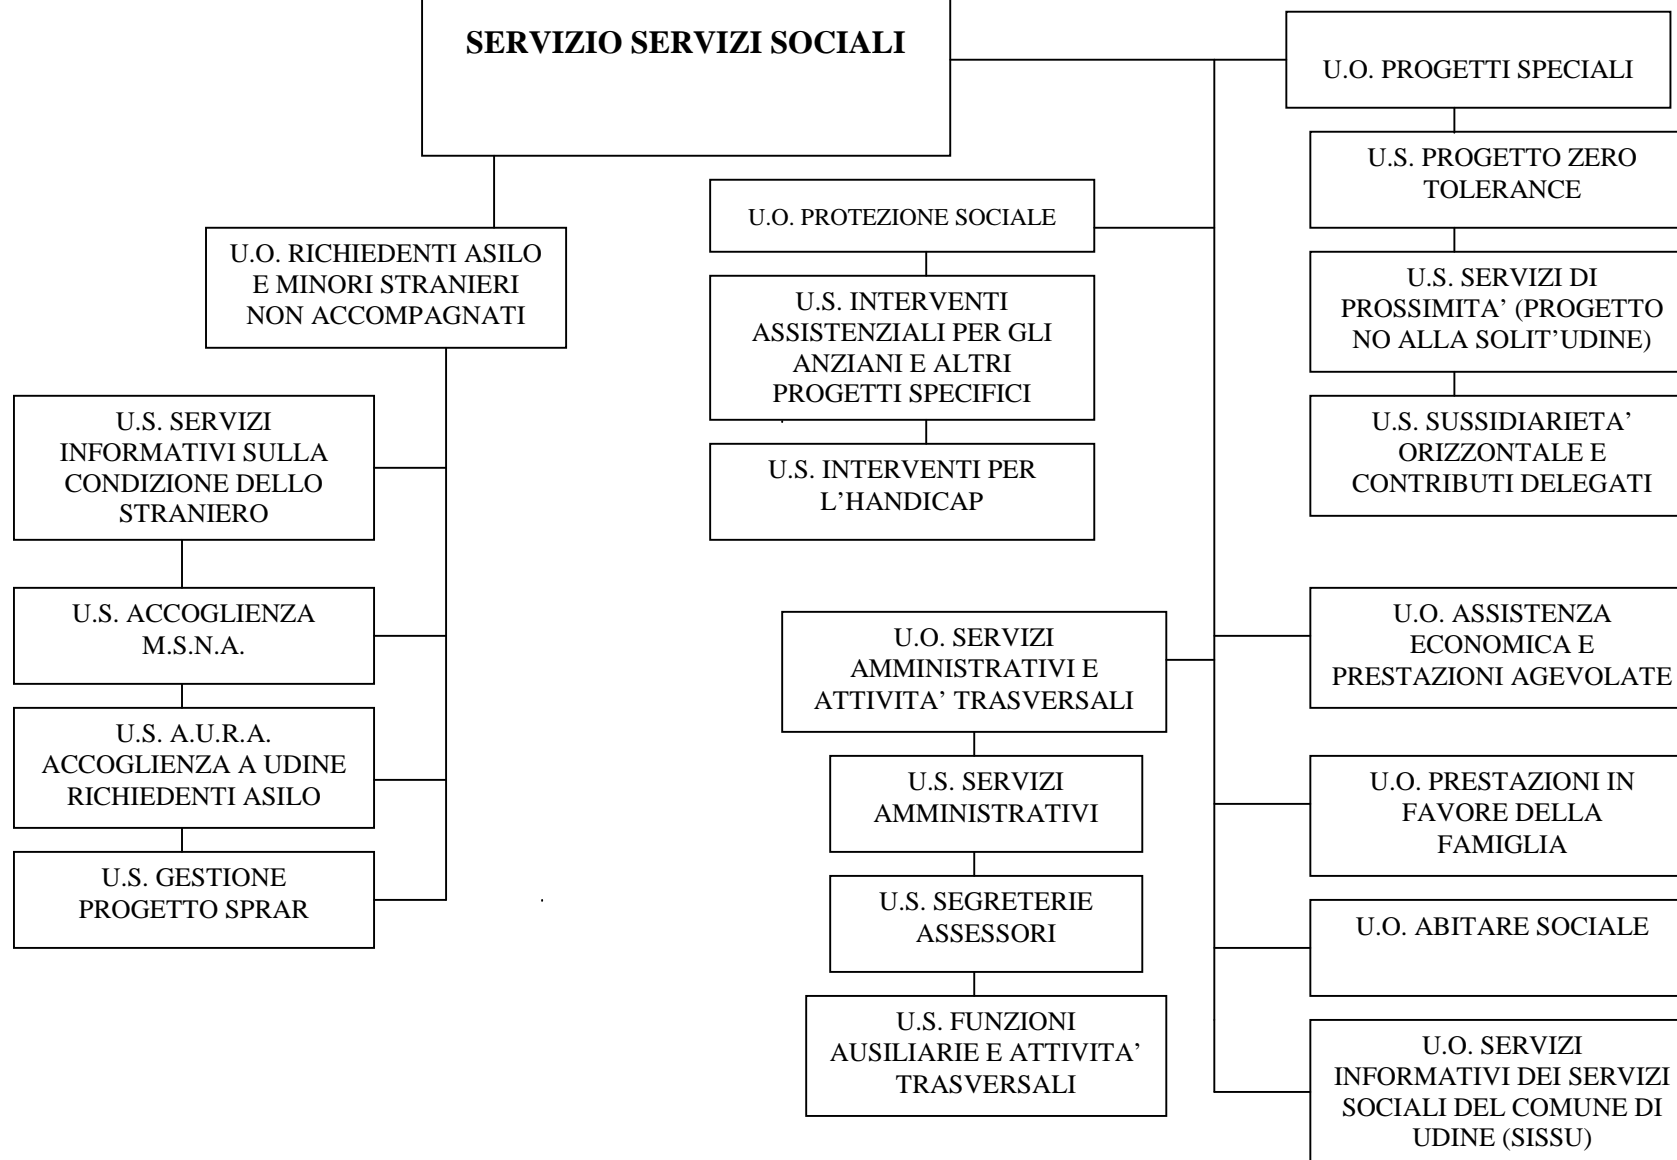 SERVIZIO SERVIZI SOCIALI
U.O. PROGETTI SPECIALI
U.S. PROGETTO ZERO
TOLERANCE
U.S. SERVIZI DI
PROSSIMITA’ (PROGETTO
NO ALLA SOLIT’UDINE)
U.S. SUSSIDIARIETA’
ORIZZONTALE E
CONTRIBUTI DELEGATI
U.O. PROTEZIONE SOCIALE
U.S. INTERVENTI
ASSISTENZIALI PER GLI
ANZIANI E ALTRI
PROGETTI SPECIFICI
U.S. INTERVENTI PER
L’HANDICAP
U.O. RICHIEDENTI ASILO
E MINORI STRANIERI
NON ACCOMPAGNATI
U.S. SERVIZI
INFORMATIVI SULLA
CONDIZIONE DELLO
STRANIERO
U.S. ACCOGLIENZA
M.S.N.A.
U.S. A.U.R.A.
ACCOGLIENZA A UDINE
RICHIEDENTI ASILO
U.S. GESTIONE
PROGETTO SPRAR
U.O. SERVIZI
AMMINISTRATIVI E
ATTIVITA’ TRASVERSALI
U.S. SERVIZI
AMMINISTRATIVI
U.S. SEGRETERIE
ASSESSORI
U.S. FUNZIONI
AUSILIARIE E ATTIVITA’
TRASVERSALI
U.O. ASSISTENZA
ECONOMICA E
PRESTAZIONI AGEVOLATE
U.O. PRESTAZIONI IN
FAVORE DELLA
FAMIGLIA
U.O. ABITARE SOCIALE
U.O. SERVIZI
INFORMATIVI DEI SERVIZI
SOCIALI DEL COMUNE DI
UDINE (SISSU)